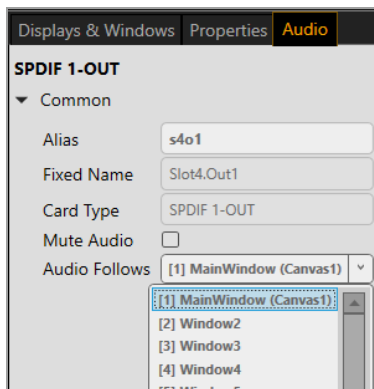 Displays & Windows Properties Audio
SPDIF 1-OUT
Common
Alias s4o1
Fixed Name Slot4.Out1
Card Type SPDIF 1-OUT
Mute Audio
Audio Follows [1] MainWindow (Canvas1)
[1] MainWindow (Canvas1)
[2] Window2
[3] Window3
[4] Window4